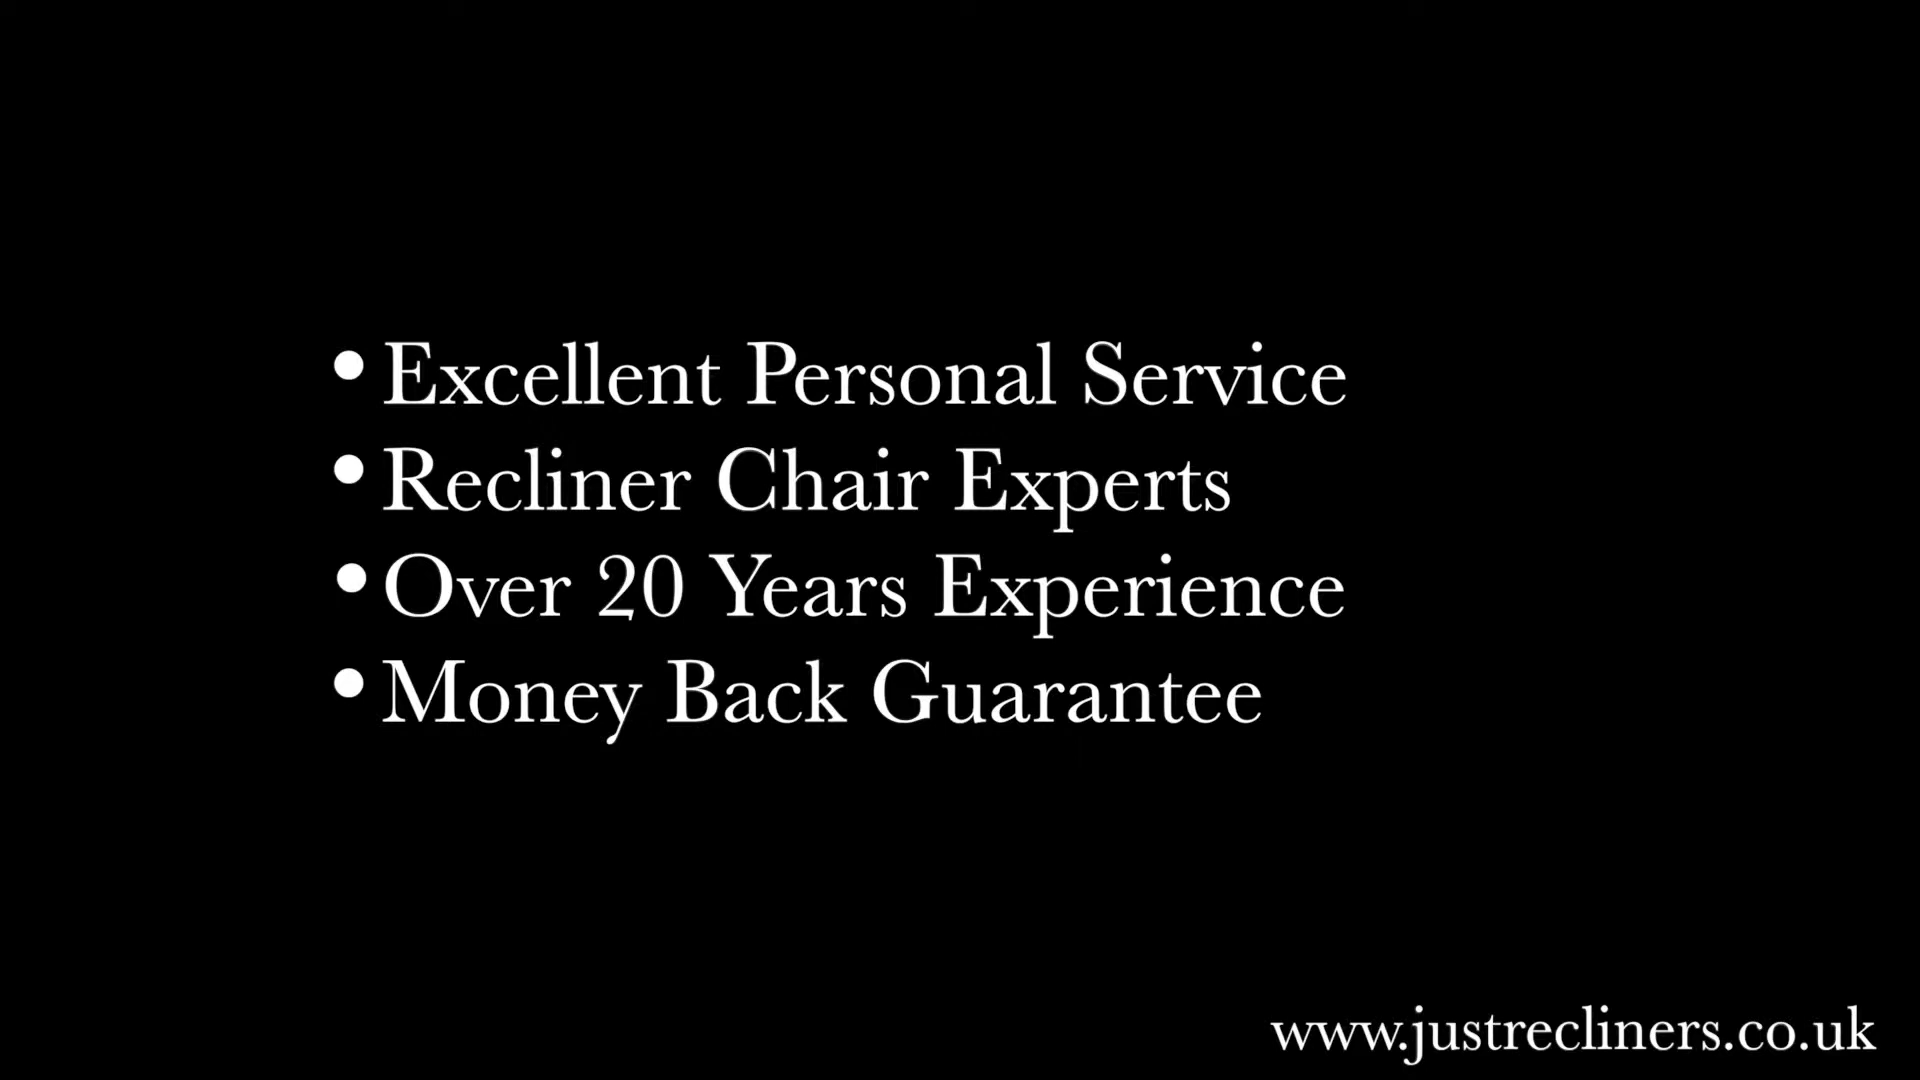 • Excellent Personal Service
• Recliner Chair Experts
• Over 20 Years Experience
• Money Back Guarantee
www.justrecliners.co.uk